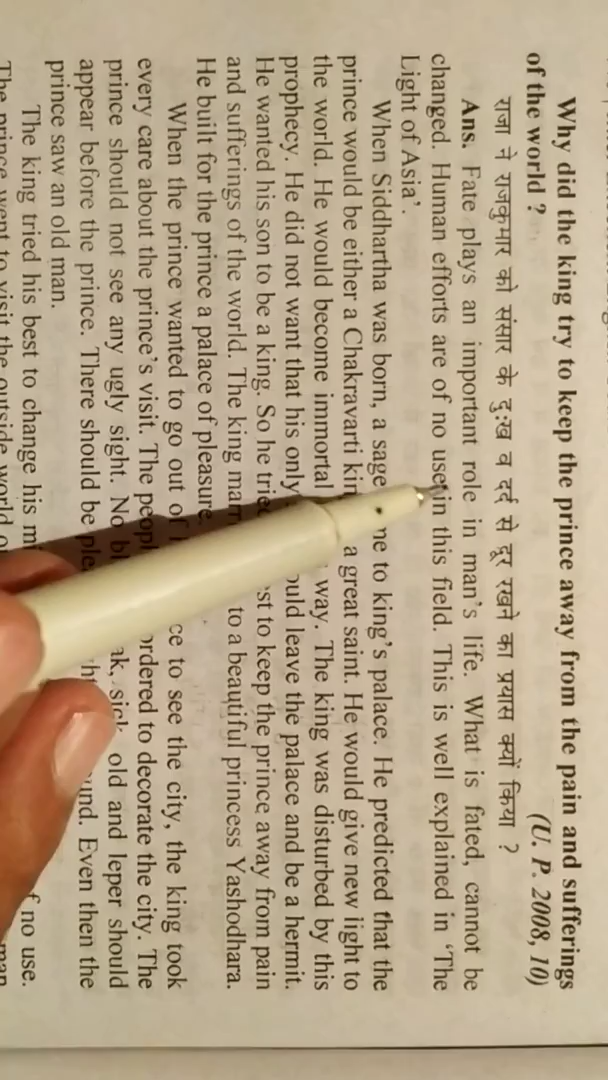 Why did the king try to keep the prince away from the pain and sufferings
of the world ? (U. P. 2008, 10)
राजा ने राजकुमार को संसार के दुःख व दर्द से दूर रखने का प्रयास क्यों किया ?
Ans. Fate plays an important role in man's life. What is fated, cannot be
changed. Human efforts are of no use in this field. This is well explained in 'The
Light of Asia'.
When Siddhartha was born, a sage to king's palace. He predicted that the
prince would be either a Chakravarti a great saint. He would give new light to
the world. He would become immortal way. The king was disturbed by this
prophecy. He did not want that his only leave the palace and be a hermit.
He wanted his son to be a king. So he to keep the prince away from pain
and sufferings of the world. The king to a beautiful princess Yashodhara.
He built for the prince a palace of pleasure.
When the prince wanted to go out of to see the city, the king took
every care about the prince's visit. The ordered to decorate the city. The
prince should not see any ugly sight. No sick, old and leper should
appear before the prince. There should be Even then the
prince saw an old man.
The king tried his best to change his of no use.
The prince went to visit the outside world